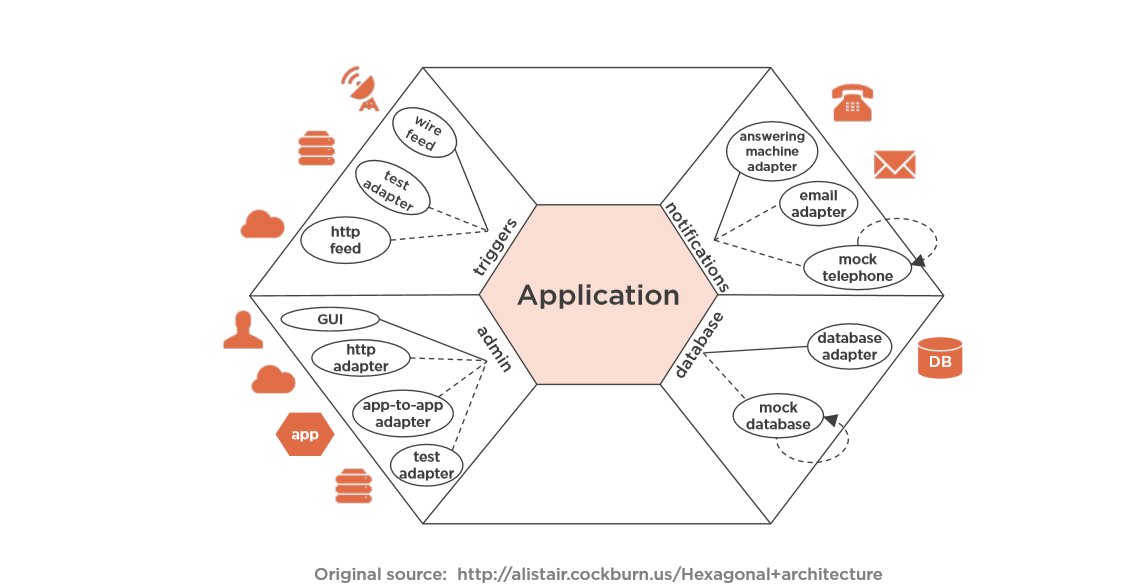 wire
feed
test
adapter
http
feed
triggers
answering
machine
adapter
email
adapter
mock
telephone
notifications
Application
GUI
http
adapter
app-to-app
adapter
test
adapter
admin
app
database
adapter
mock
database
database
DB
Original source:  http://alistair.cockburn.us/Hexagonal+architecture